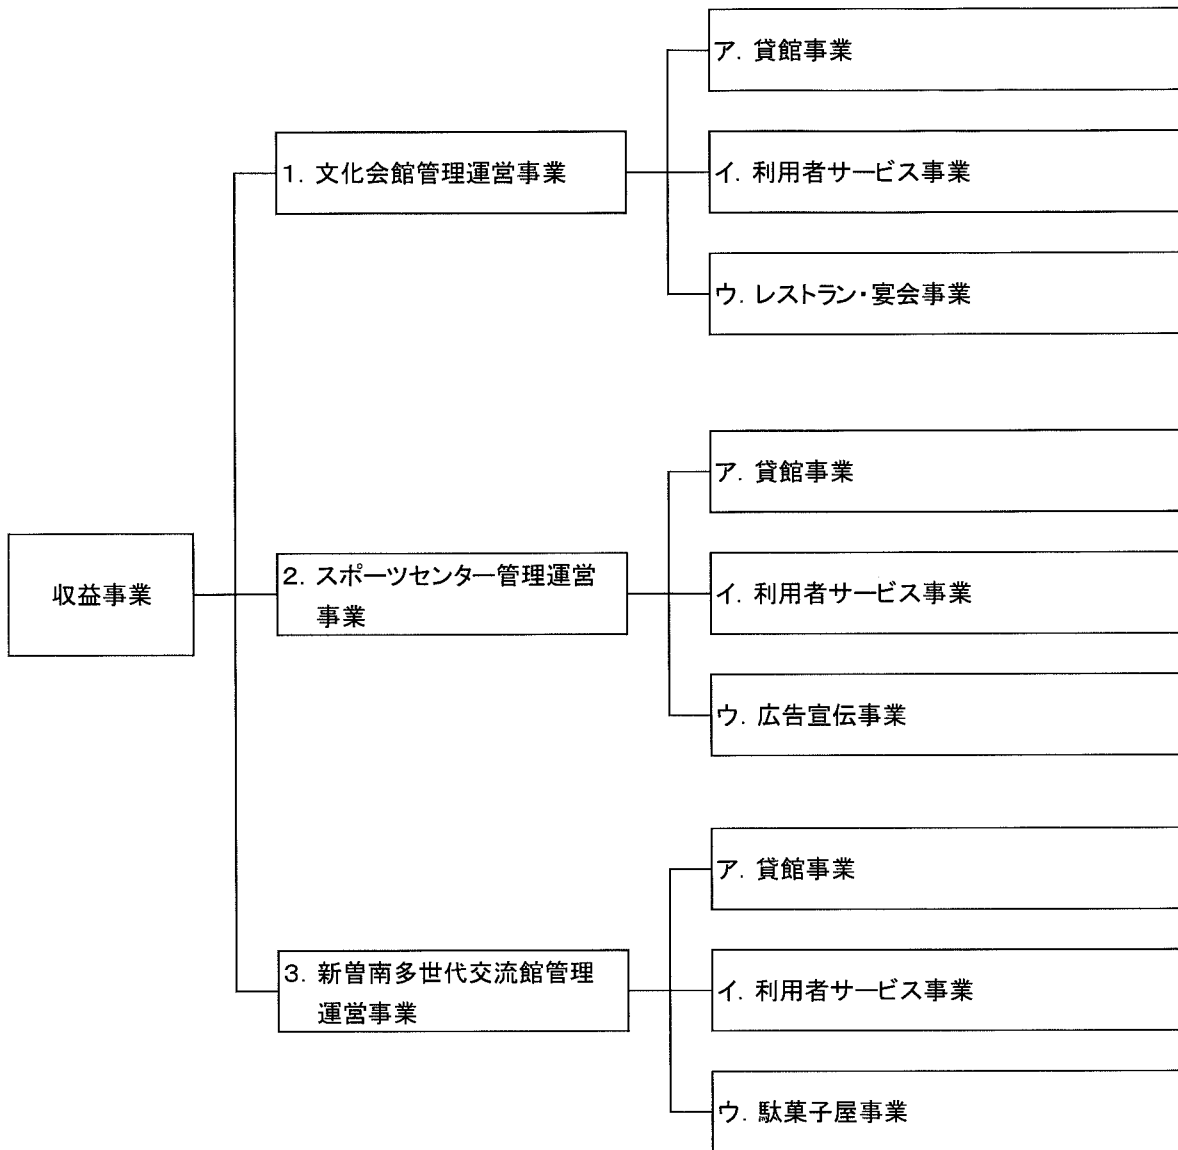 収益事業
1. 文化会館管理運営事業
ア. 貸館事業
イ. 利用者サービス事業
ウ. レストラン・宴会事業
2. スポーツセンター管理運営
事業
ア. 貸館事業
イ. 利用者サービス事業
ウ. 広告宣伝事業
3. 新曽南多世代交流館管理
運営事業
ア. 貸館事業
イ. 利用者サービス事業
ウ. 駄菓子屋事業